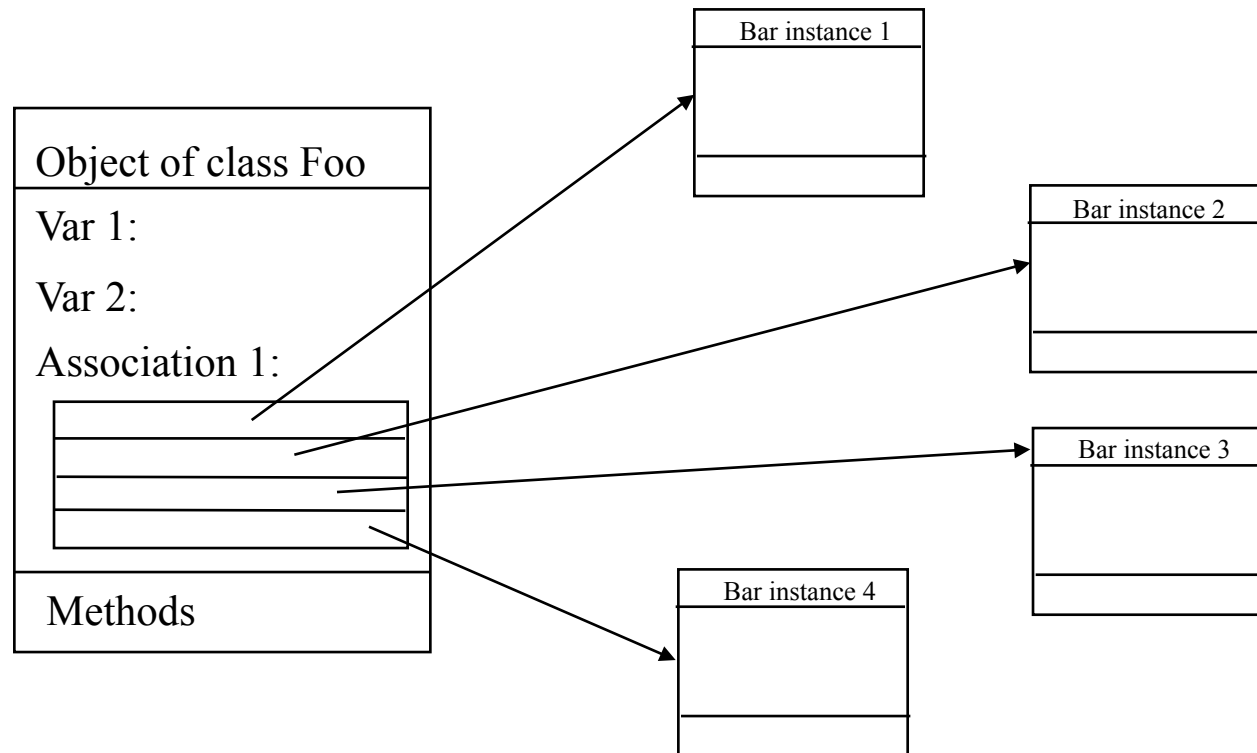 Object of class Foo
Var 1:
Var 2:
Association 1:
Methods
Bar instance 1
Bar instance 2
Bar instance 3
Bar instance 4